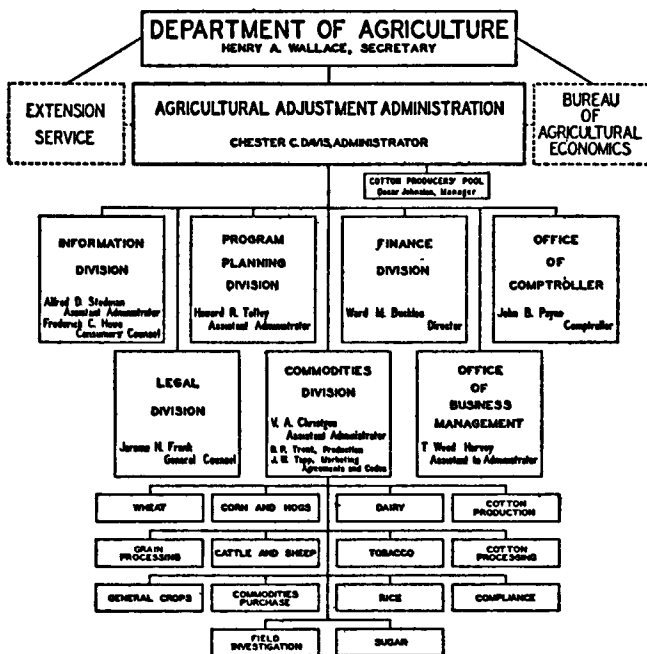 DEPARTMENT OF AGRICULTURE
HENRY A. WALLACE, SECRETARY
EXTENSION
SERVICE
AGRICULTURAL ADJUSTMENT ADMINISTRATION
CHESTER C. DAVIS, ADMINISTRATOR
BUREAU
OF
AGRICULTURAL
ECONOMICS
COTTON PRODUCERS' POOL
Oscar Johnston, Manager
INFORMATION
DIVISION
Alfred D. Stedman
Assistant Administrator
Frederick C. Howe
Consumers' Counsel
PROGRAM
PLANNING
DIVISION
Howard R. Tolley
Assistant Administrator
FINANCE
DIVISION
Ward M. Buckles
Director
OFFICE
OF
COMPTROLLER
John B. Payne
Comptroller
LEGAL
DIVISION
Jerome N. Frank
General Counsel
COMMODITIES
DIVISION
V. A. Christgau
Assistant Administrator
D. P. Trent, Production
J. W. Tapp, Marketing
Agreements and Codes
OFFICE
OF
BUSINESS
MANAGEMENT
T Weed Harvey
Assistant to Administrator
WHEAT
CORN AND HOGS
DAIRY
COTTON
PRODUCTION
GRAIN
PROCESSING
CATTLE AND SHEEP
TOBACCO
COTTON
PROCESSING
GENERAL CROPS
COMMODITIES
PURCHASE
RICE
COMPLIANCE
FIELD
INVESTIGATION
SUGAR